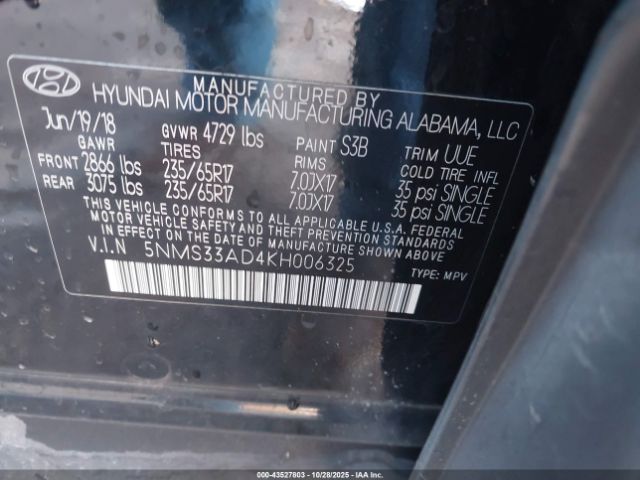 MANUFACTURED BY
HYUNDAI MOTOR MANUFACTURING ALABAMA, LLC
Jun/19/18 GVWR 4729 lbs PAINT S3B TRIM UUE
GAWR TIRES RIMS COLD TIRE INFL
FRONT 2866 lbs 235/65R17 7.0JX17 35 psi SINGLE
REAR 3075 lbs 235/65R17 7.0JX17 35 psi SINGLE
THIS VEHICLE CONFORMS TO ALL APPLICABLE U.S.A. FEDERAL
MOTOR VEHICLE SAFETY AND THEFT PREVENTION STANDARDS
IN EFFECT ON THE DATE OF MANUFACTURE SHOWN ABOVE
V.I.N 5NMS33AD4KH006325
TYPE: MPV
000-43527803 | 10/28/2025 | IAA Inc.